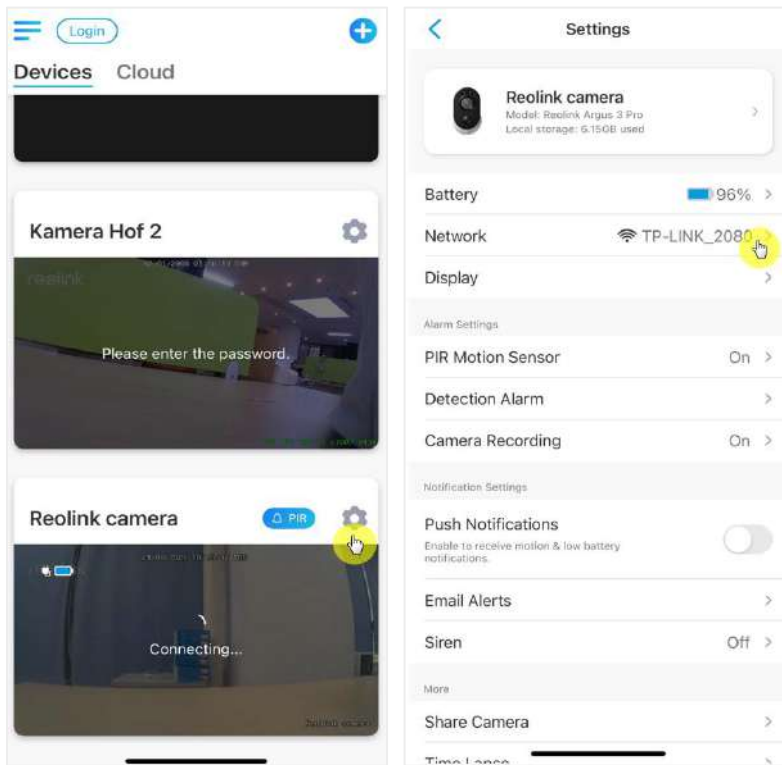 Login
Devices Cloud
Kamera Hof 2
reolink
Please enter the password.
Reolink camera
PIR
Connecting...
Settings
Reolink camera
Model: Reolink Argus 3 Pro
Local storage: 6.15GB used
Battery 96%
Network TP-LINK_2080
Display
Alarm Settings
PIR Motion Sensor On
Detection Alarm
Camera Recording On
Notification Settings
Push Notifications
Enable to receive motion & low battery
notifications.
Email Alerts
Siren Off
More
Share Camera
Time Lapse